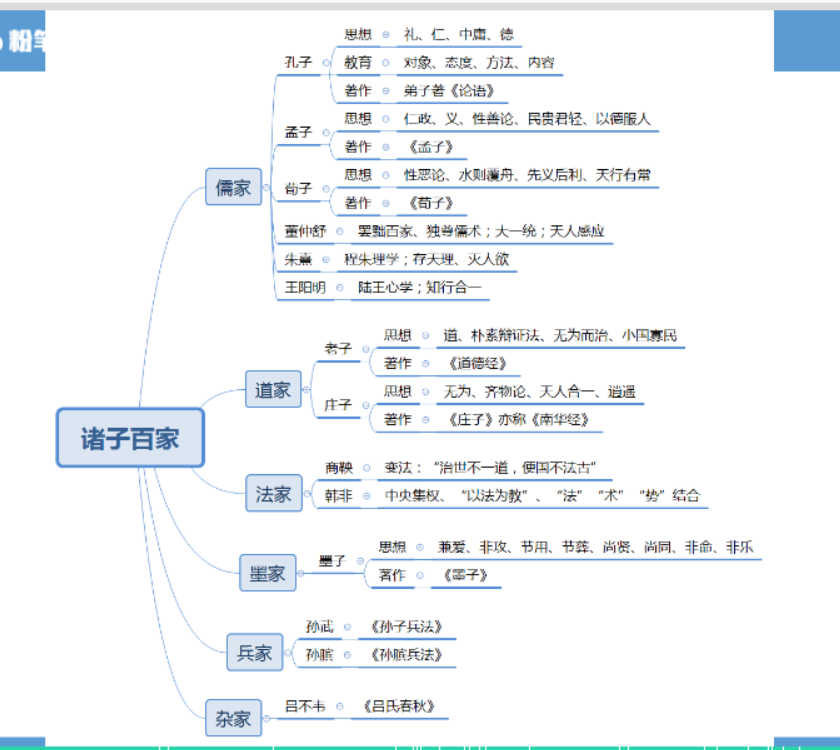 粉笔
诸子百家
儒家
孔子
思想 礼、仁、中庸、德
教育 对象、态度、方法、内容
著作 弟子著《论语》
孟子
思想 仁政、义、性善论、民贵君轻、以德服人
著作 《孟子》
荀子
思想 性恶论、水则覆舟、先义后利、天行有常
著作 《荀子》
董仲舒 罢黜百家、独尊儒术；大一统；天人感应
朱熹 程朱理学；存天理、灭人欲
王阳明 陆王心学；知行合一
道家
老子
思想 道、朴素辩证法、无为而治、小国寡民
著作 《道德经》
庄子
思想 无为、齐物论、天人合一、逍遥
著作 《庄子》亦称《南华经》
法家
商鞅 变法：“治世不一道，便国不法古”
韩非 中央集权、“以法为教”、“法”“术”“势”结合
墨家
墨子
思想 兼爱、非攻、节用、节葬、尚贤、尚同、非命、非乐
著作 《墨子》
兵家
孙武 《孙子兵法》
孙膑 《孙膑兵法》
杂家
吕不韦 《吕氏春秋》